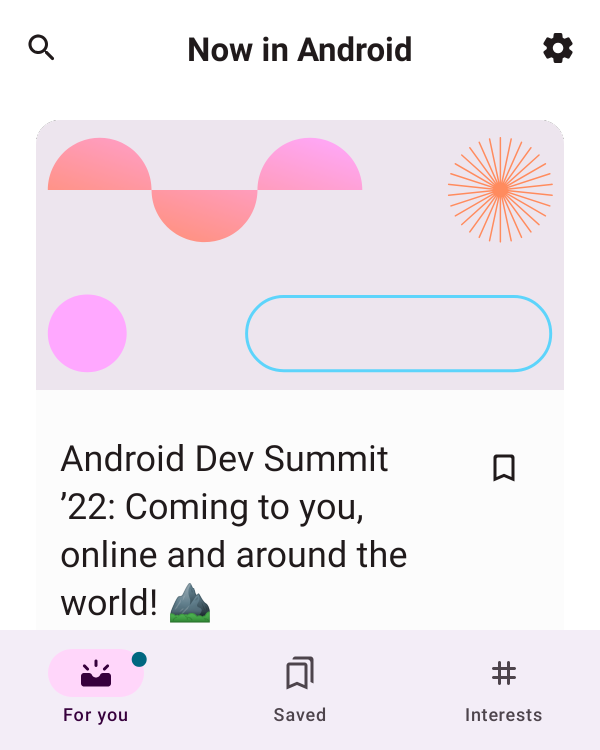 Now in Android
Android Dev Summit
’22: Coming to you,
online and around the
world! ⛰️
For you
Saved
Interests